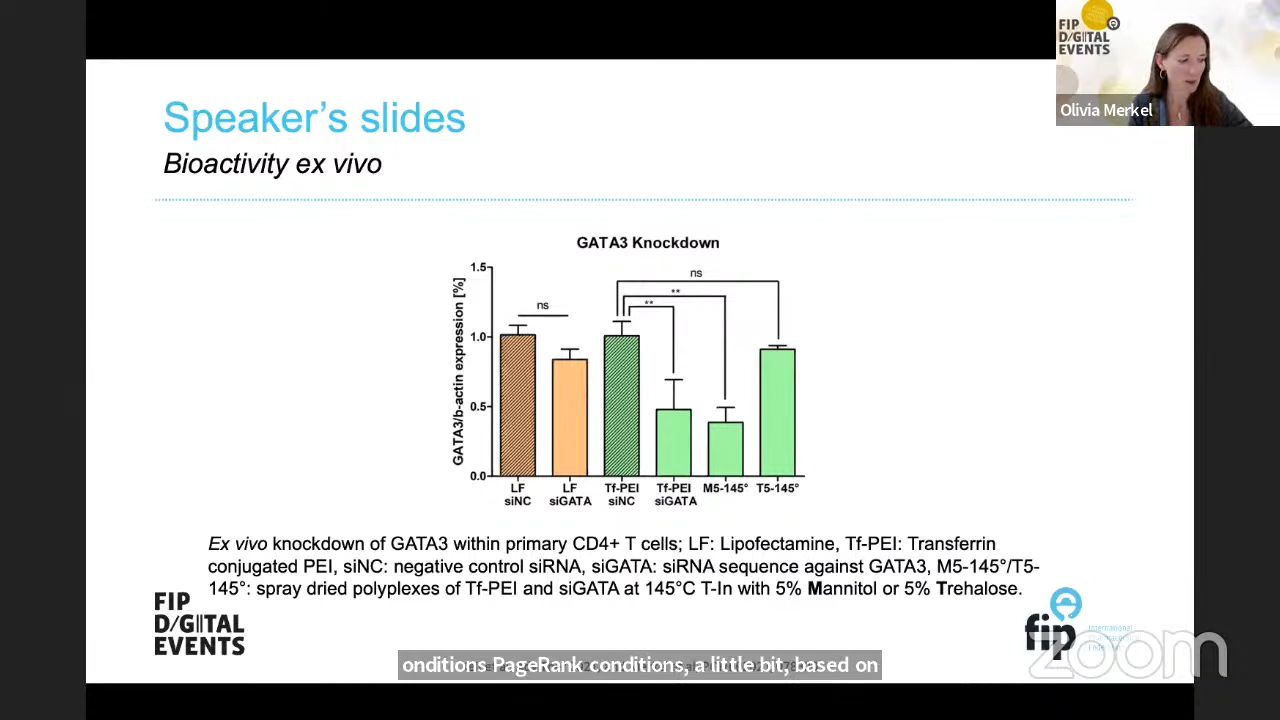 FIP
D/G||TAL
EVENTS
Olivia Merkel
Speaker's slides
Bioactivity ex vivo
GATA3 Knockdown
GATA3/b-actin expression [%]
1.5
1.0
0.5
0.0
ns
ns
**
**
LF
siNC
LF
siGATA
Tf-PEI
siNC
Tf-PEI
siGATA
M5-145°
T5-145°
Ex vivo knockdown of GATA3 within primary CD4+ T cells; LF: Lipofectamine, Tf-PEI: Transferrin
conjugated PEI, siNC: negative control siRNA, siGATA: siRNA sequence against GATA3, M5-145°/T5-
145°: spray dried polyplexes of Tf-PEI and siGATA at 145°C T-In with 5% Mannitol or 5% Trehalose.
FIP
D/G||TAL
EVENTS
fip
zoom
onditions PageRank conditions, a little bit, based on